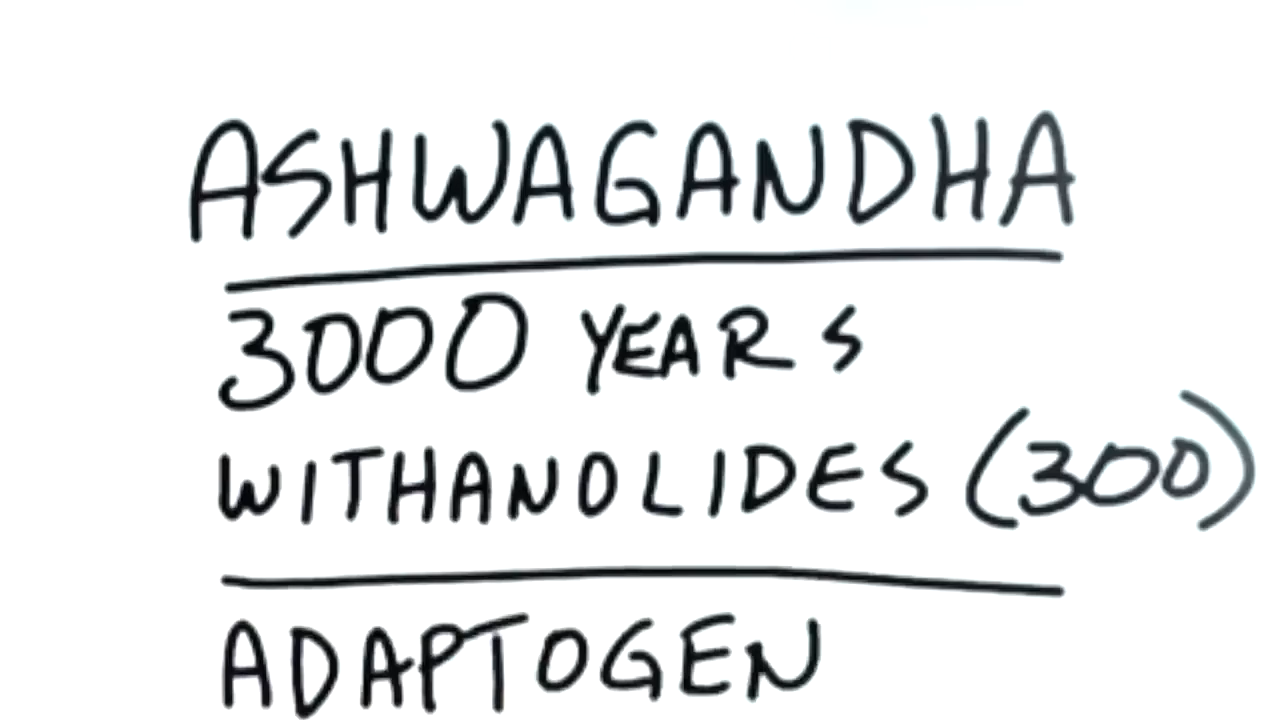 ASHWAGANDHA
3000 YEARS
WITHANOLIDES (300)
ADAPTOGEN